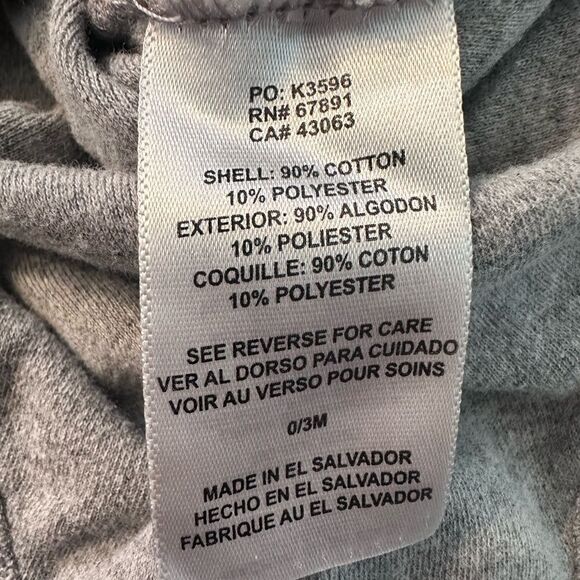 PO: K3596
RN# 67891
CA# 43063
SHELL: 90% COTTON
10% POLYESTER
EXTERIOR: 90% ALGODON
10% POLIESTER
COQUILLE: 90% COTON
10% POLYESTER
SEE REVERSE FOR CARE
VER AL DORSO PARA CUIDADO
VOIR AU VERSO POUR SOINS
0/3M
MADE IN EL SALVADOR
HECHO EN EL SALVADOR
FABRIQUE AU EL SALVADOR